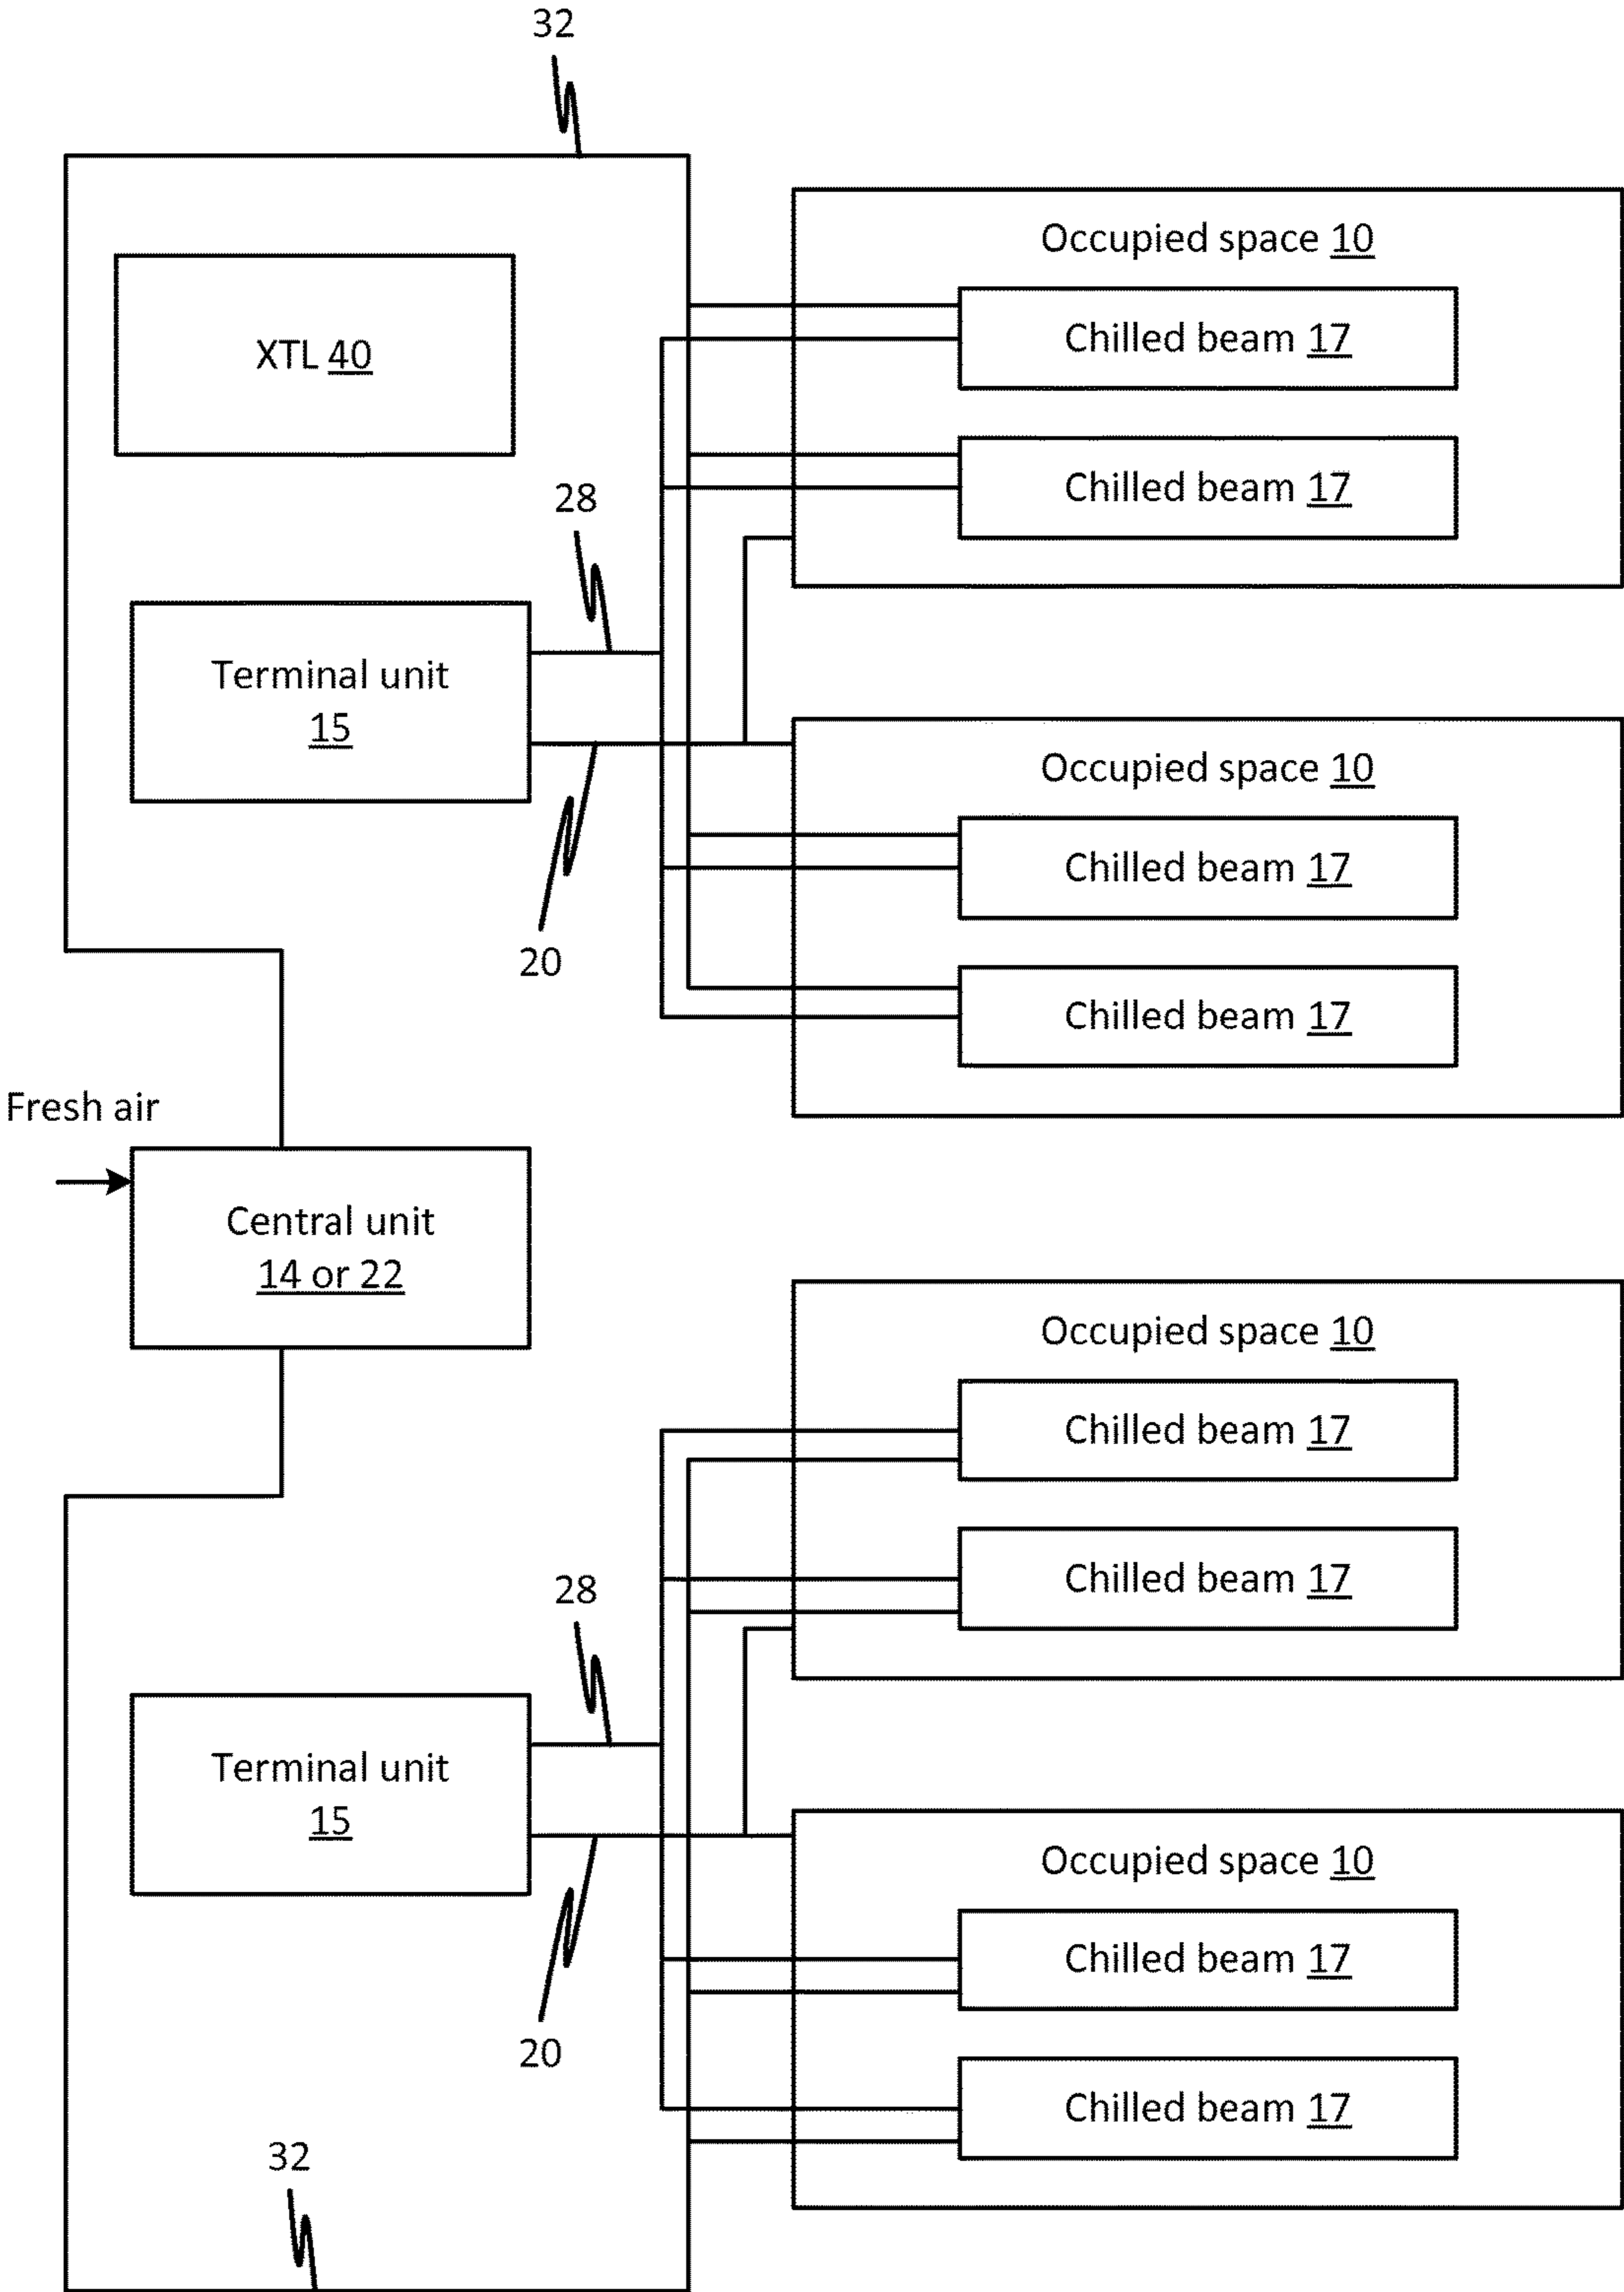 32
Occupied space 10
XTL 40
Chilled beam 17
Chilled beam 17
28
Terminal unit
15
20
Occupied space 10
Chilled beam 17
Chilled beam 17
Fresh air
Central unit
14 or 22
Occupied space 10
Chilled beam 17
Chilled beam 17
28
Terminal unit
15
20
Occupied space 10
Chilled beam 17
Chilled beam 17
32